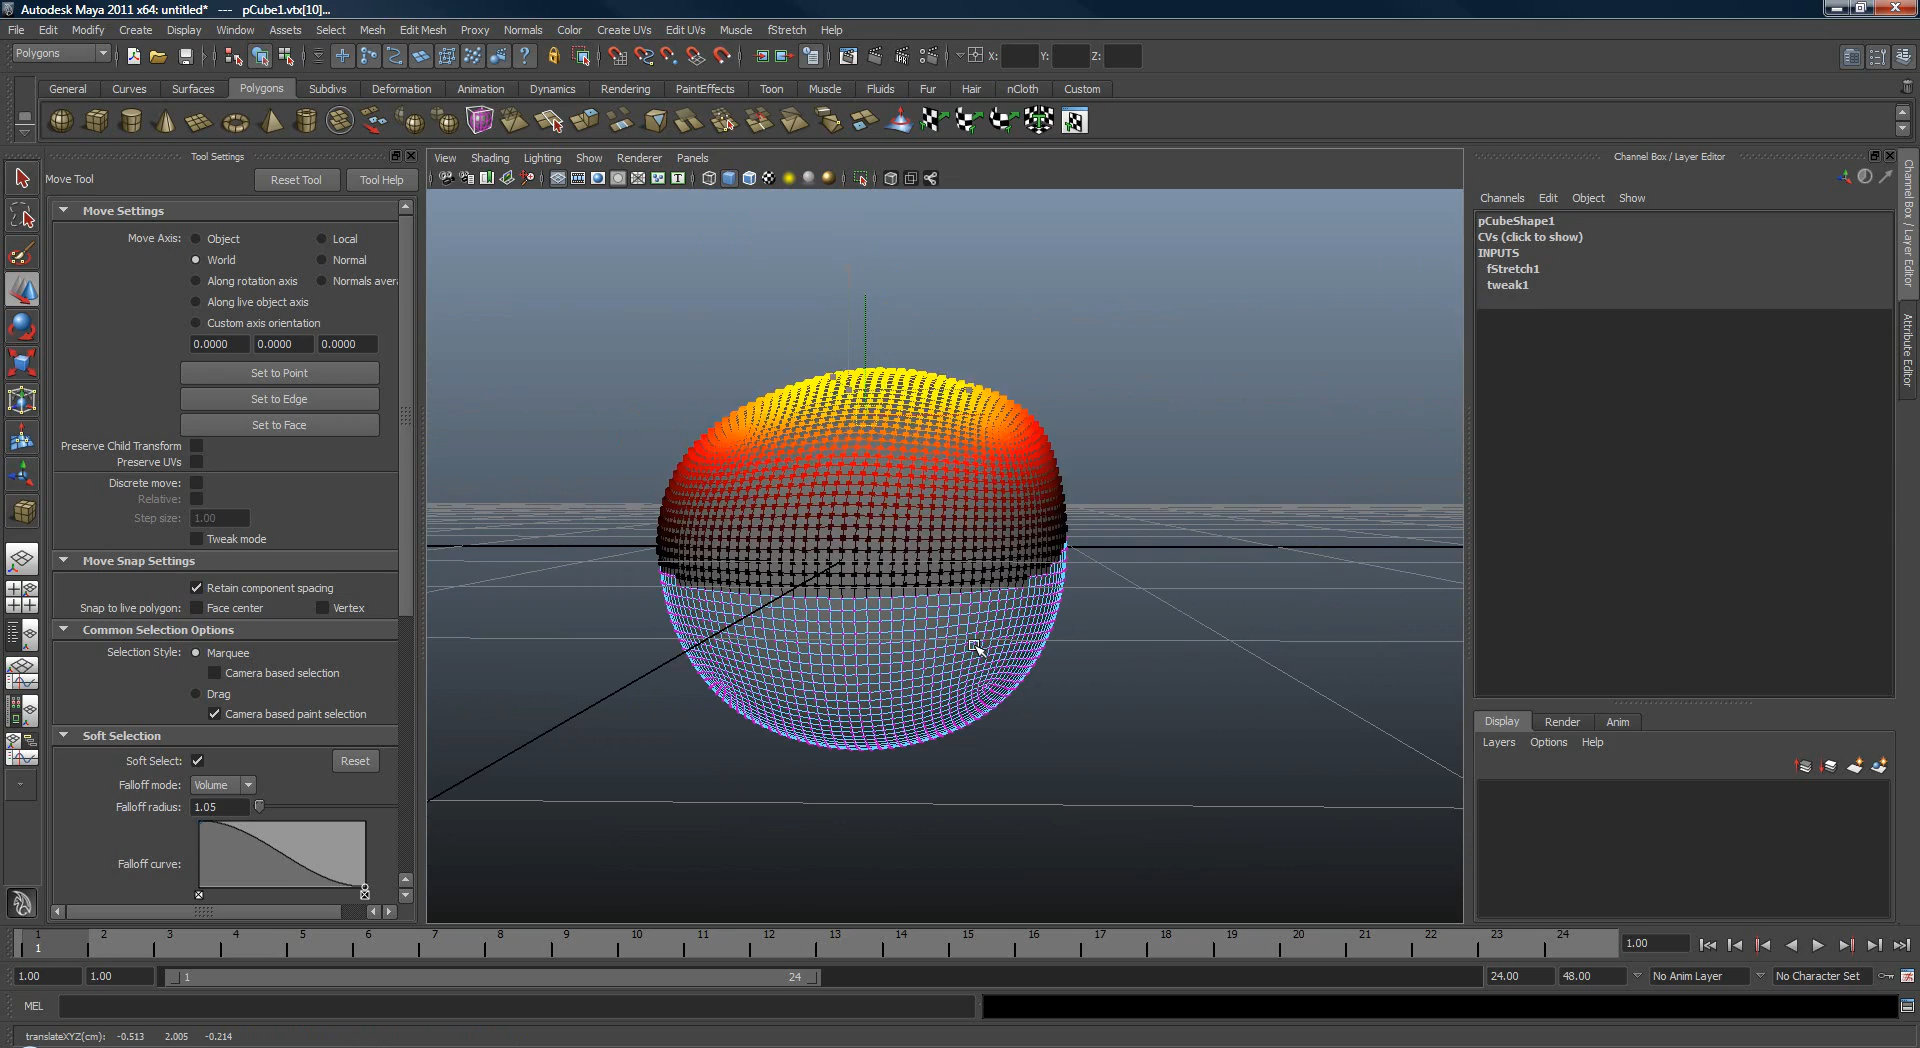 Autodesk Maya 2011 x64: untitled* --- pCube1.vtx[10]...
File Edit Modify Create Display Window Assets Select Mesh Edit Mesh Proxy Normals Color Create UVs Edit UVs Muscle fStretch Help
Polygons X: Y: Z:
General Curves Surfaces Polygons Subdivs Deformation Animation Dynamics Rendering PaintEffects Toon Muscle Fluids Fur Hair nCloth Custom
Tool Settings
Move Tool Reset Tool Tool Help
Move Settings
Move Axis: Object Local
World Normal
Along rotation axis Normals avera
Along live object axis
Custom axis orientation
0.0000 0.0000 0.0000
Set to Point
Set to Edge
Set to Face
Preserve Child Transform
Preserve UVs
Discrete move:
Relative:
Step size: 1.00
Tweak mode
Move Snap Settings
Retain component spacing
Snap to live polygon: Face center Vertex
Common Selection Options
Selection Style: Marquee
Camera based selection
Drag
Camera based paint selection
Soft Selection
Soft Select: Reset
Falloff mode: Volume
Falloff radius: 1.05
Falloff curve:
View Shading Lighting Show Renderer Panels
Channel Box / Layer Editor
Channels Edit Object Show
pCubeShape1
CVs (click to show)
INPUTS
fStretch1
tweak1
Channel Box / Layer Editor
Attribute Editor
Display Render Anim
Layers Options Help
1 2 3 4 5 6 7 8 9 10 11 12 13 14 15 16 17 18 19 20 21 22 23 24
1
1.00
1.00 1.00 1 24 24.00 48.00 No Anim Layer No Character Set
MEL
translateXYZ(cm): -0.513 2.005 -0.214